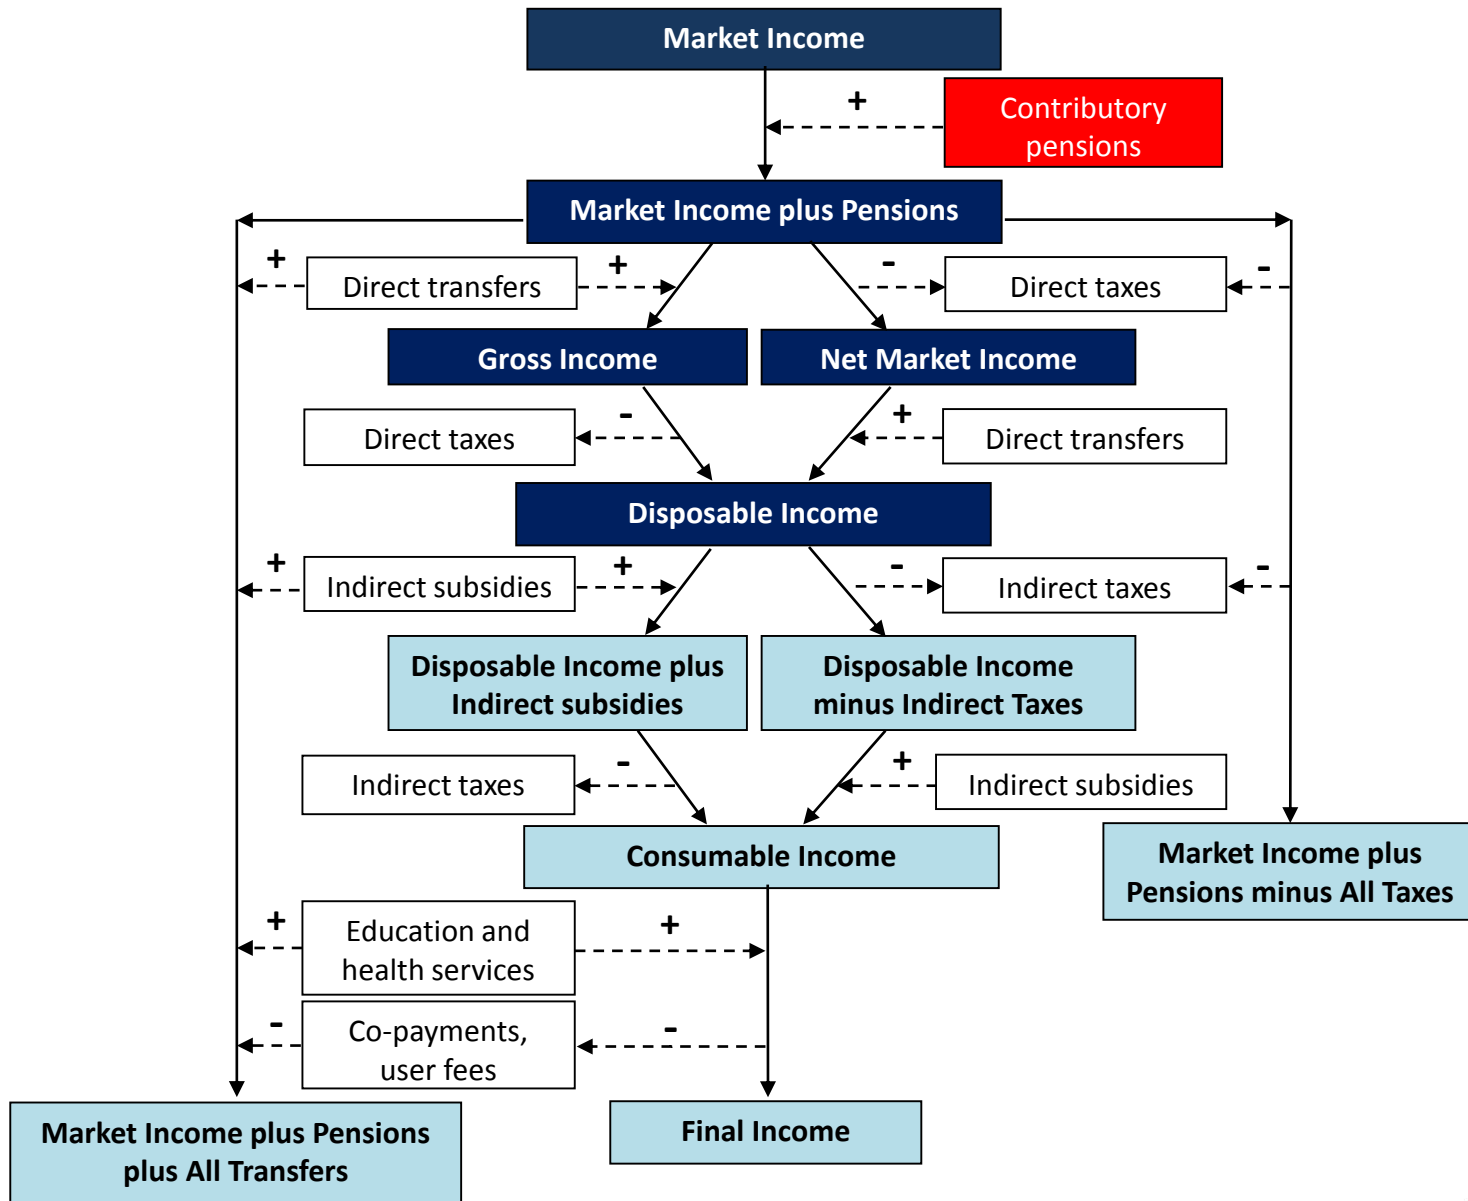 Market Income
+
Contributory
pensions
Market Income plus Pensions
+
Direct transfers
+
-
Direct taxes
-
Gross Income
Net Market Income
Direct taxes
-
+
Direct transfers
Disposable Income
+
Indirect subsidies
+
-
Indirect taxes
-
Disposable Income plus
Indirect subsidies
Disposable Income
minus Indirect Taxes
Indirect taxes
-
+
Indirect subsidies
Consumable Income
Market Income plus
Pensions minus All Taxes
+
Education and
health services
+
-
Co-payments,
user fees
-
Market Income plus Pensions
plus All Transfers
Final Income